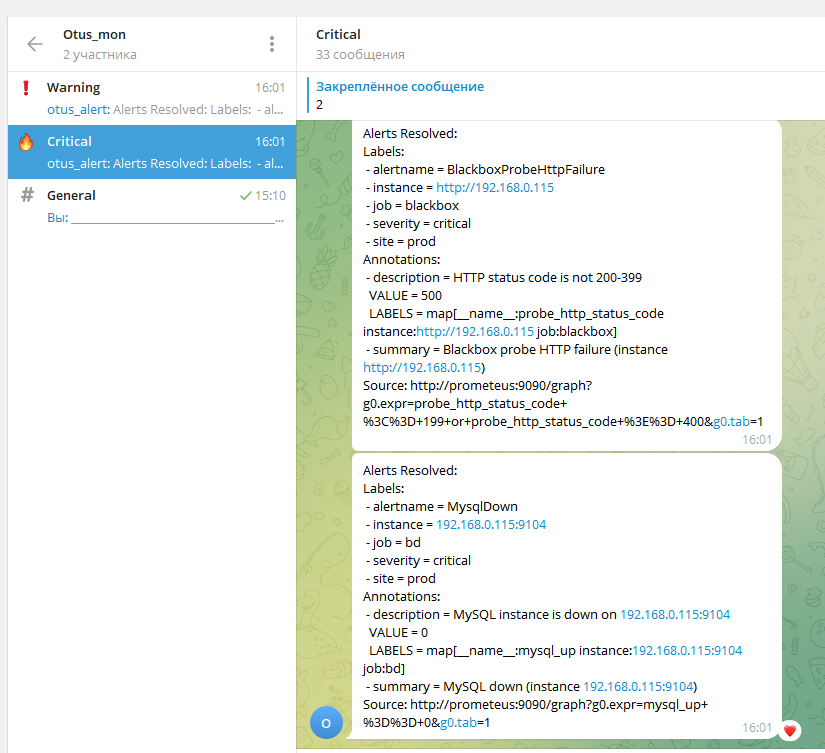 Otus_mon
2 участника
Warning
16:01
otus_alert: Alerts Resolved: Labels: - al...
Critical
16:01
otus_alert: Alerts Resolved: Labels: - al...
# General
15:10
Вы: ______________________________...
Critical
33 сообщения
Закреплённое сообщение
2
Alerts Resolved:
Labels:
- alertname = BlackboxProbeHttpFailure
- instance = http://192.168.0.115
- job = blackbox
- severity = critical
- site = prod
Annotations:
- description = HTTP status code is not 200-399
VALUE = 500
LABELS = map[__name__:probe_http_status_code
instance:http://192.168.0.115 job:blackbox]
- summary = Blackbox probe HTTP failure (instance
http://192.168.0.115)
Source: http://prometeus:9090/graph?
g0.expr=probe_http_status_code+
%3C%3D+199+or+probe_http_status_code+%3E%3D+400&g0.tab=1
16:01
Alerts Resolved:
Labels:
- alertname = MysqlDown
- instance = 192.168.0.115:9104
- job = bd
- severity = critical
- site = prod
Annotations:
- description = MySQL instance is down on 192.168.0.115:9104
VALUE = 0
LABELS = map[__name__:mysql_up instance:192.168.0.115:9104
job:bd]
- summary = MySQL down (instance 192.168.0.115:9104)
Source: http://prometeus:9090/graph?g0.expr=mysql_up+
%3D%3D+0&g0.tab=1
16:01
O